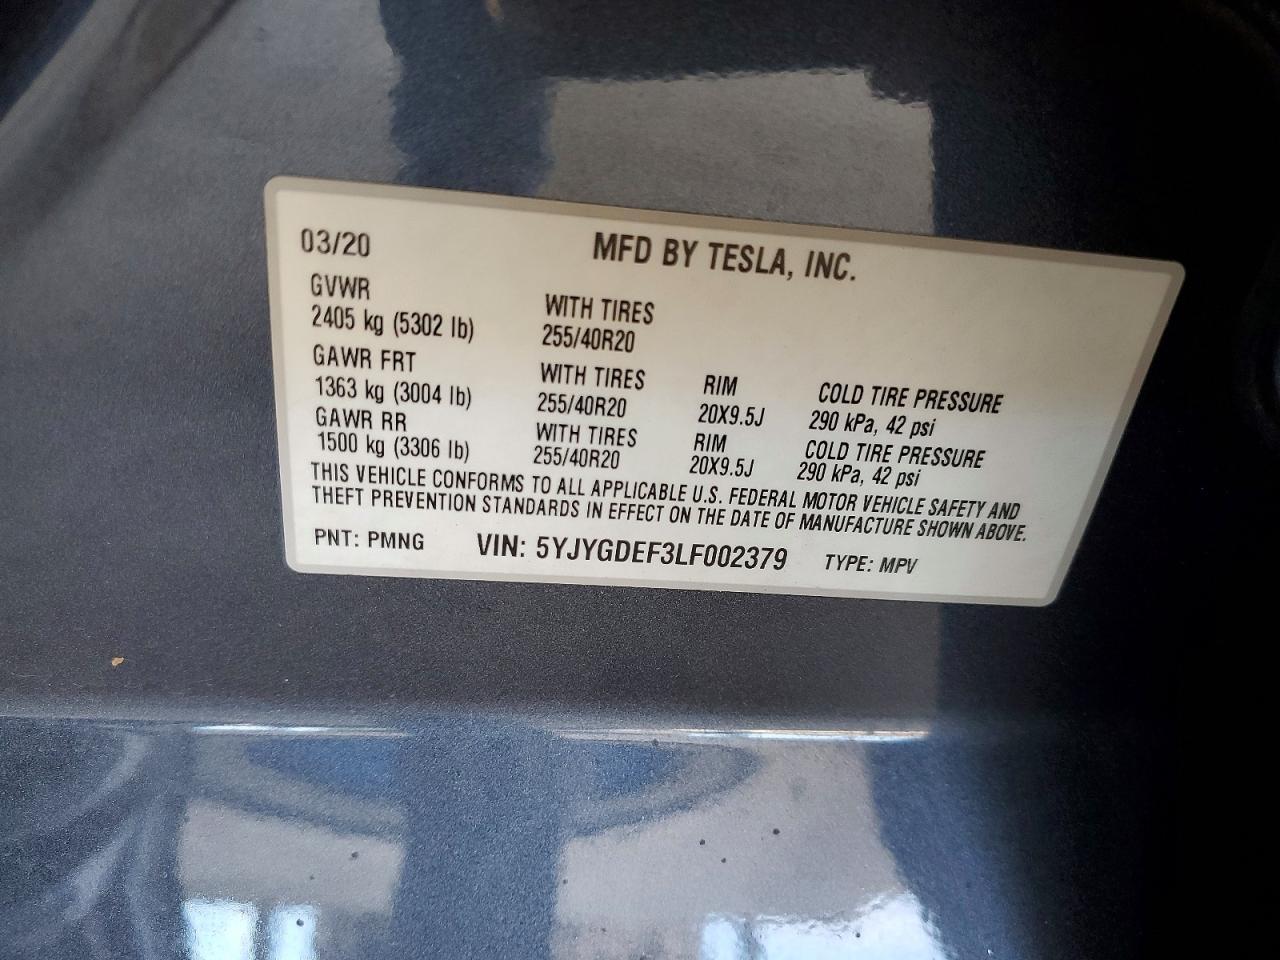 03/20 MFD BY TESLA, INC.
GVWR
2405 kg (5302 lb)
WITH TIRES
255/40R20
GAWR FRT
1363 kg (3004 lb)
WITH TIRES
255/40R20
RIM
20X9.5J
COLD TIRE PRESSURE
290 kPa, 42 psi
GAWR RR
1500 kg (3306 lb)
WITH TIRES
255/40R20
RIM
20X9.5J
COLD TIRE PRESSURE
290 kPa, 42 psi
THIS VEHICLE CONFORMS TO ALL APPLICABLE U.S. FEDERAL MOTOR VEHICLE SAFETY AND
THEFT PREVENTION STANDARDS IN EFFECT ON THE DATE OF MANUFACTURE SHOWN ABOVE.
PNT: PMNG VIN: 5YJYGDEF3LF002379 TYPE: MPV